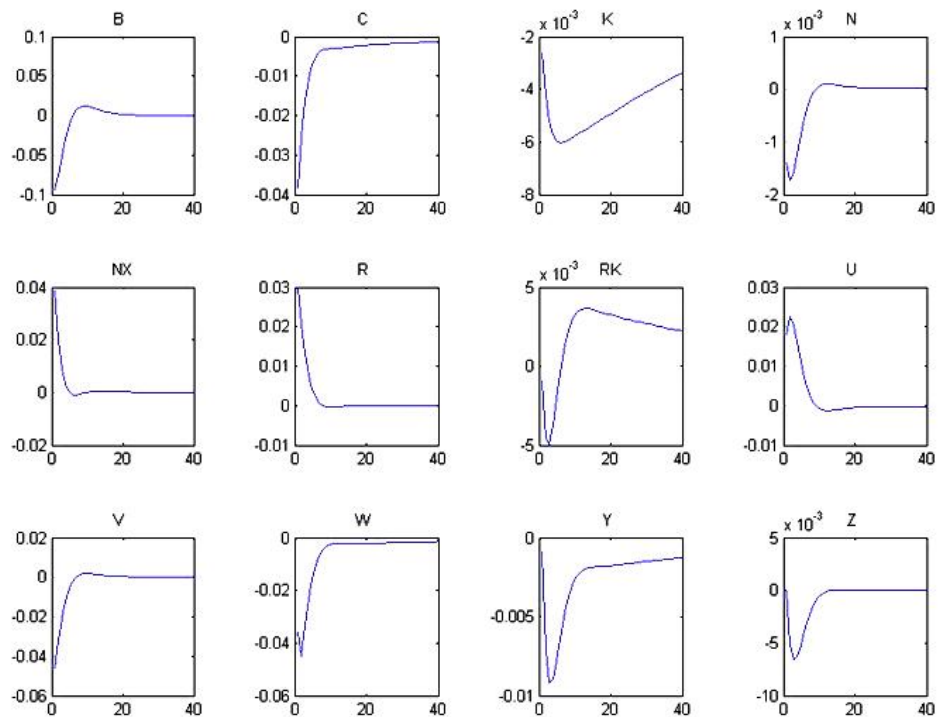 B C K N
x 10⁻³ x 10⁻³
0.1 0 -2 1
0.05 -0.01 -4 0
0 -0.02 -6 -1
-0.05 -0.03 -8 -2
-0.1 -0.04
0 20 40 0 20 40 0 20 40 0 20 40
NX R RK U
x 10⁻³
0.04 0.03 5 0.03
0.02 0.02 0 0.02
0 0.01 -5 0.01
-0.02 0 0
-0.01 -0.01
0 20 40 0 20 40 0 20 40 0 20 40
V W Y Z
x 10⁻³
0.02 0 0 5
0 -0.02 -0.005 0
-0.02 -0.04 -0.01 -5
-0.04 -0.06 -10
-0.06
0 20 40 0 20 40 0 20 40 0 20 40